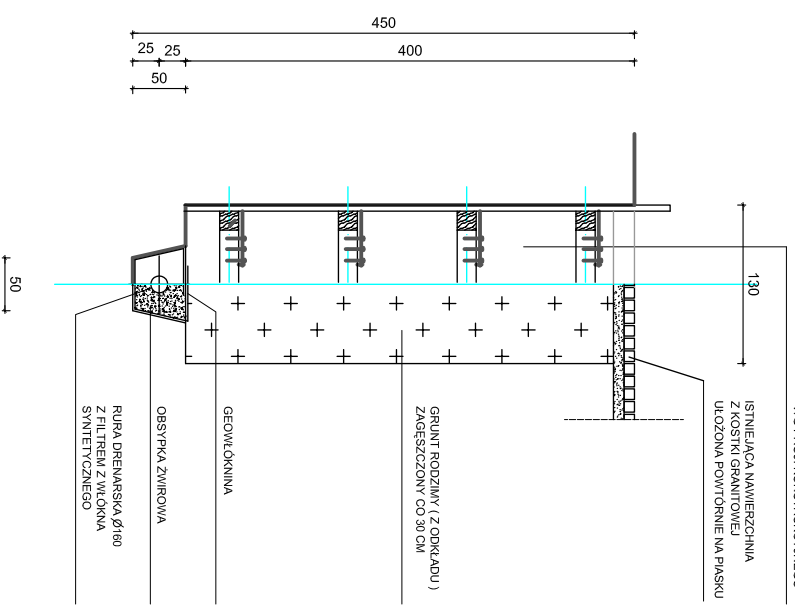 450
25
25
400
50
50
130
ISTNIEJĄCA NAWIERZCHNIA
Z KOSTKI GRANITOWEJ
UŁOŻONA POWTÓRNIE NA PIASKU
GRUNT RODZIMY ( Z ODKŁADU )
ZAGĘSZCZONY CO 30 CM
GEOWŁÓKNINA
OBSYPKA ŻWIROWA
RURA DRENARSKA Ø160
Z FILTREM Z WŁÓKNA
SYNTETYCZNEGO